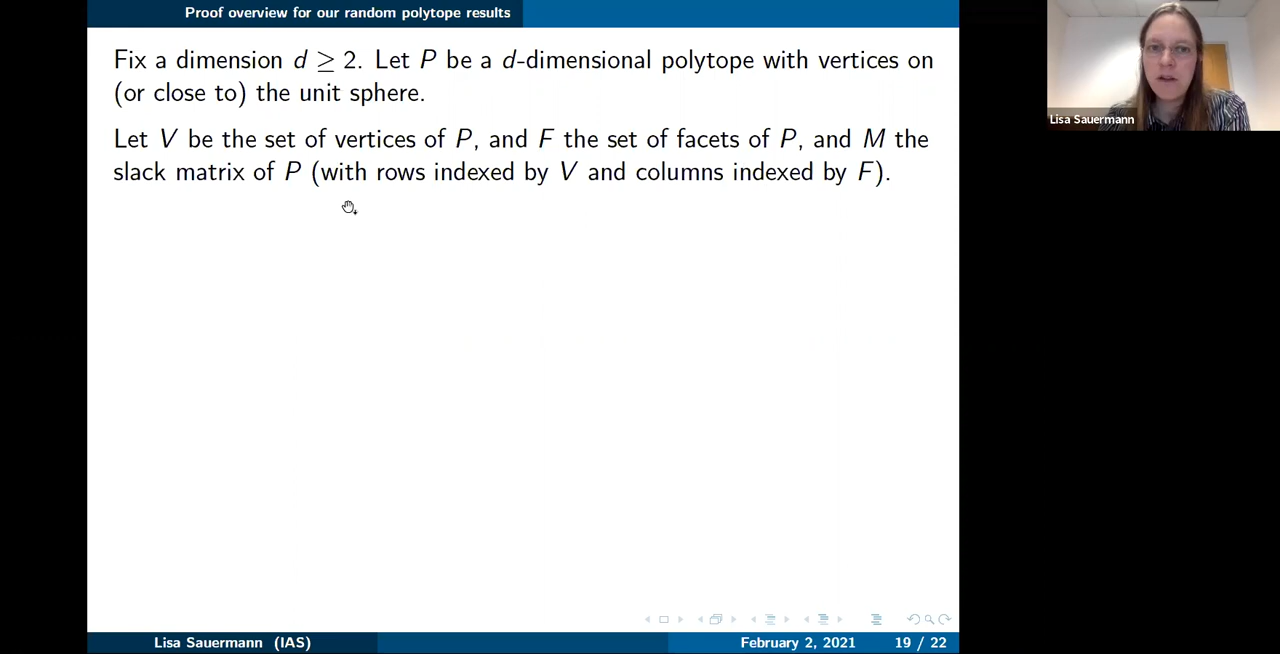 Proof overview for our random polytope results
Fix a dimension d ≥ 2. Let P be a d-dimensional polytope with vertices on
(or close to) the unit sphere.
Let V be the set of vertices of P, and F the set of facets of P, and M the
slack matrix of P (with rows indexed by V and columns indexed by F).
Lisa Sauermann
Lisa Sauermann (IAS)
February 2, 2021
19 / 22